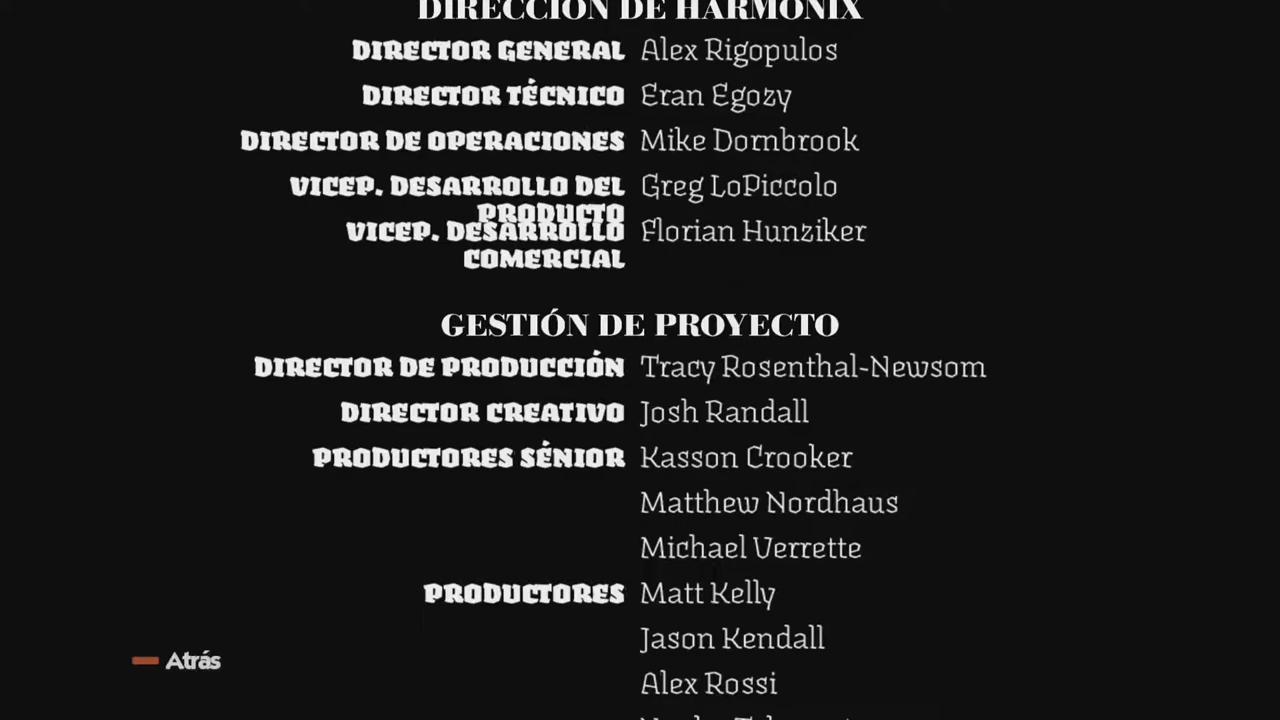 DIRECCIÓN DE HARMONIX
DIRECTOR GENERAL Alex Rigopulos
DIRECTOR TÉCNICO Eran Egozy
DIRECTOR DE OPERACIONES Mike Dornbrook
VICEP. DESARROLLO DEL PRODUCTO Greg LoPiccolo
VICEP. DESARROLLO COMERCIAL Florian Hunziker
GESTIÓN DE PROYECTO
DIRECTOR DE PRODUCCIÓN Tracy Rosenthal-Newsom
DIRECTOR CREATIVO Josh Randall
PRODUCTORES SÉNIOR Kasson Crooker
Matthew Nordhaus
Michael Verrette
PRODUCTORES Matt Kelly
Jason Kendall
Alex Rossi
Atrás